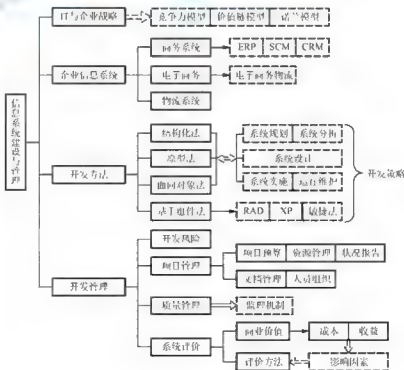 IT与企业战略 竞争力模型 价值链模型 诺兰模型
商务系统 ERP SCM CRM
企业信息系统 电子商务 电子商务物流
物流系统
信息系统建设与管理
结构化法 系统规划 系统分析
原型法 系统设计
开发方法 面向对象法 系统实施 运行维护 开发策略
基于组件法 RAD XP 敏捷法
开发风险
项目管理 项目预算 资源管理 状况报告
文档管理 人员组织
开发管理
质量管理 监理机制
系统评价 商业价值 成本 收益
评价方法 影响因素